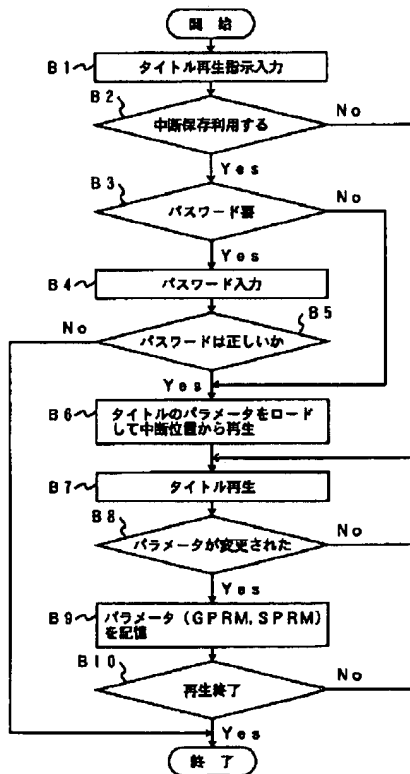 開始
B1 タイトル再生指示入力
B2
中断保存利用する No
Yes
B3
パスワード要 No
Yes
B4 パスワード入力
No B5
パスワードは正しいか
Yes
B6 タイトルのパラメータをロード
して中断位置から再生
B7 タイトル再生
B8
パラメータが変更された No
Yes
B9 パラメータ(GPRM,SPRM)
を記憶
B10
再生終了 No
Yes
終了